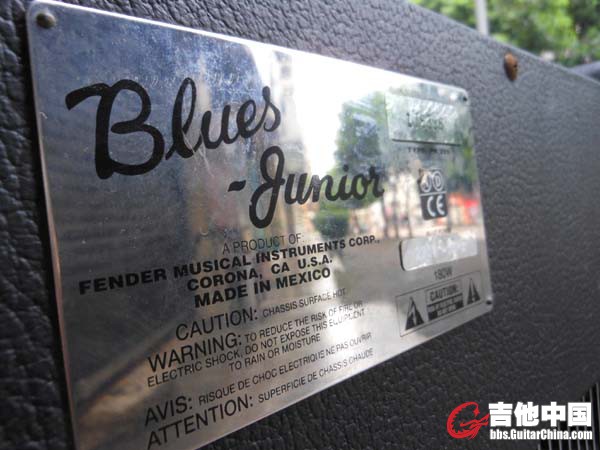 Blues
-Junior
A PRODUCT OF:
FENDER MUSICAL INSTRUMENTS CORP.,
CORONA, CA U.S.A.
MADE IN MEXICO
CAUTION: CHASSIS SURFACE HOT
WARNING: TO REDUCE THE RISK OF FIRE OR
ELECTRIC SHOCK, DO NOT EXPOSE THIS EQUIPMENT
TO RAIN OR MOISTURE
AVIS: RISQUE DE CHOC ELECTRIQUE NE PAS OUVRIR
ATTENTION: SUPERFICIE DE CHASSIS CHAUDE
CE
180W
CAUTION
吉他中国
bbs.GuitarChina.com